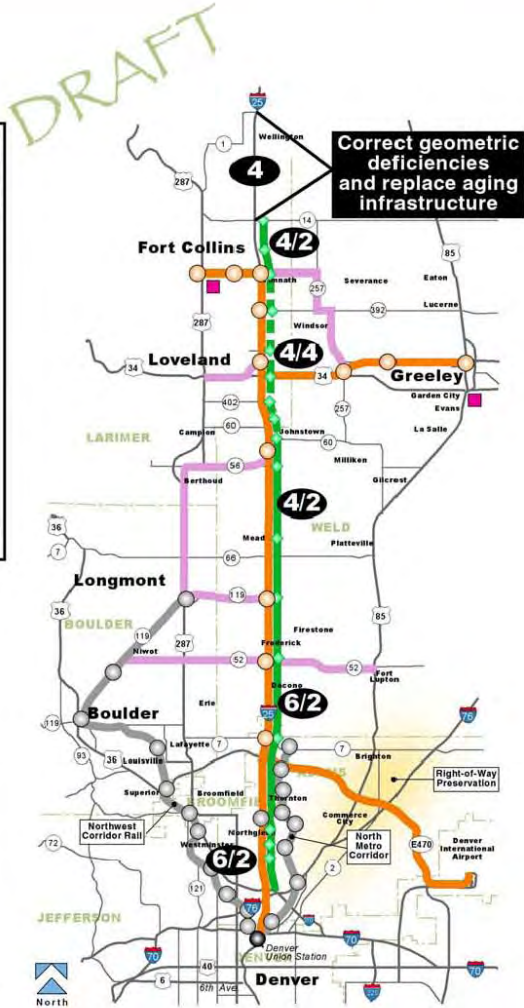 DRAFT
25
Wellington
1
4
Correct geometric
deficiencies
and replace aging
infrastructure
287
14
85
Fort Collins
4/2
Severance
Eaton
257
Lucerne
392
287
Windsor
Loveland
4/4
34
34
Greeley
Garden City
402
257
Evans
60
Johnstown
La Salle
LARIMER
Campion
60
Milliken
56
Gilcrest
Berthoud
4/2
36
Mead
WELD
7
Platteville
66
Longmont
119
85
36
BOULDER
Firestone
119
287
Frederick
Niwot
52
52
Fort
Lupton
Dacono
6/2
Erie
76
Boulder
25
119
Lafayette
7
7
93
36
Louisville
Brighton
Right-of-Way
Preservation
Superior
Broomfield
Thornton
Commerce
City
Northwest
Corridor Rail
Northgle
North
Metro
Corridor
E470
Denver
International
Airport
72
Westminster
6/2
2
121
JEFFERSON
76
70
Denver
Union Station
70
70
70
40
Denver
6
6th Ave
225
North